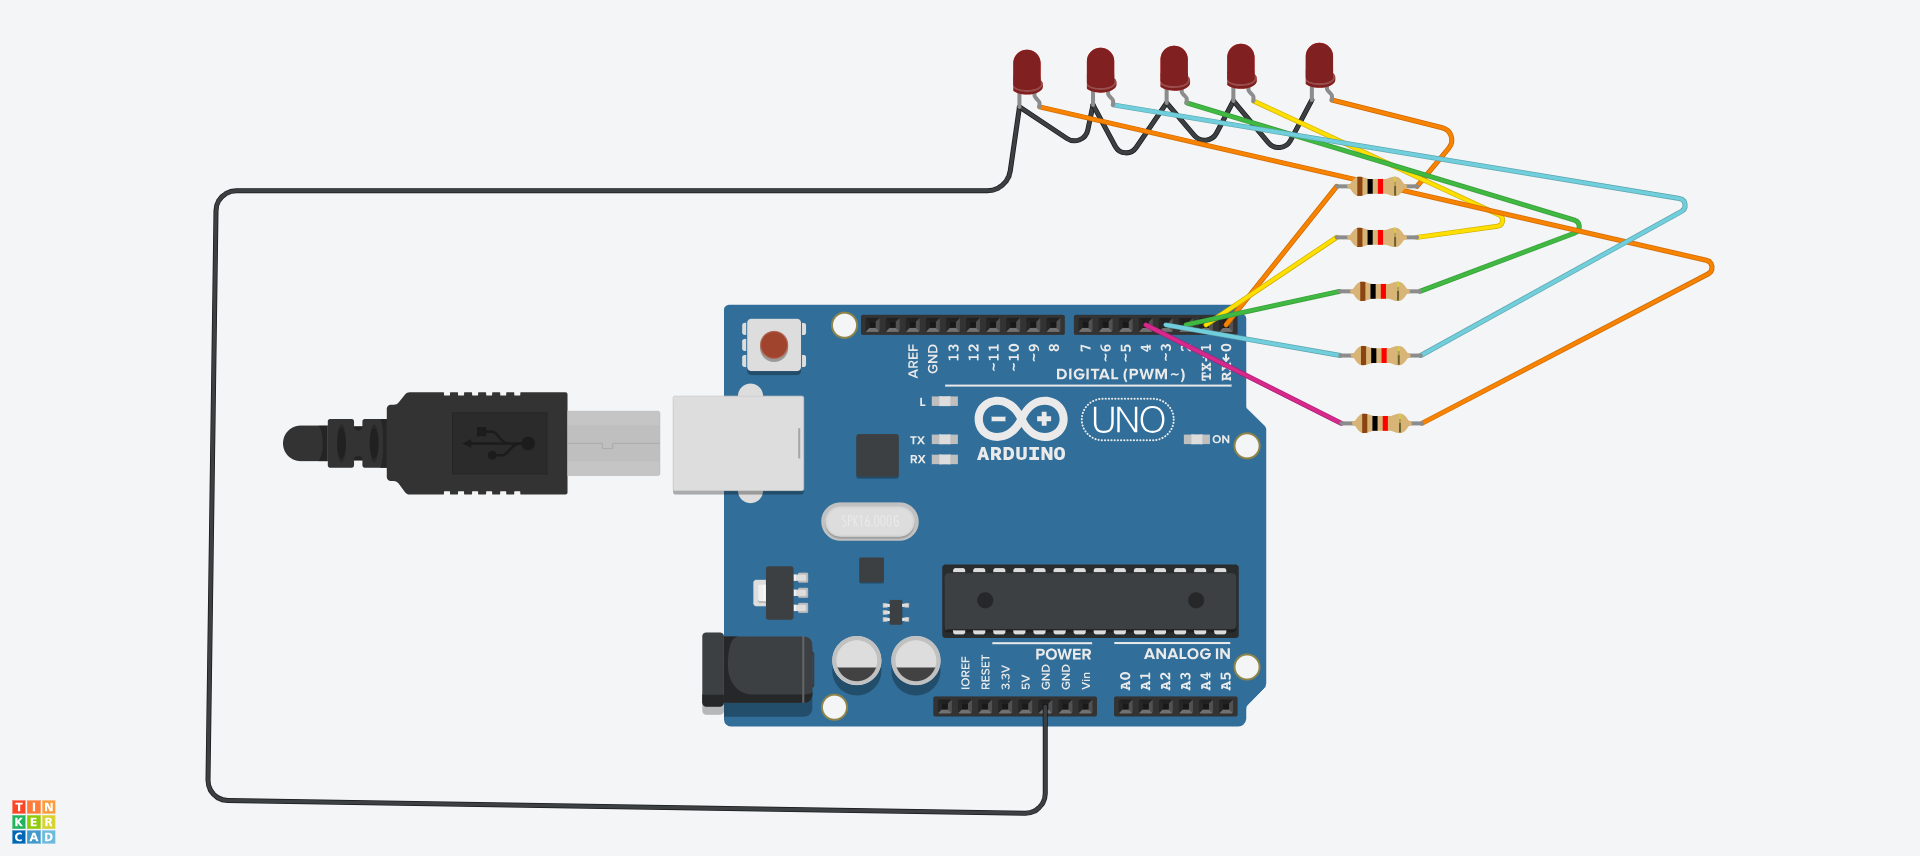 AREF
GND
13
12
~11
~10
~9
8
7
~6
~5
4
~3
2
TX→1
RX←0
DIGITAL (PWM~)
L
TX
RX
ARDUINO
UNO
ON
SPK16.000G
POWER
ANALOG IN
IOREF
RESET
3.3V
5V
GND
GND
Vin
A0
A1
A2
A3
A4
A5
TIN
KER
CAD